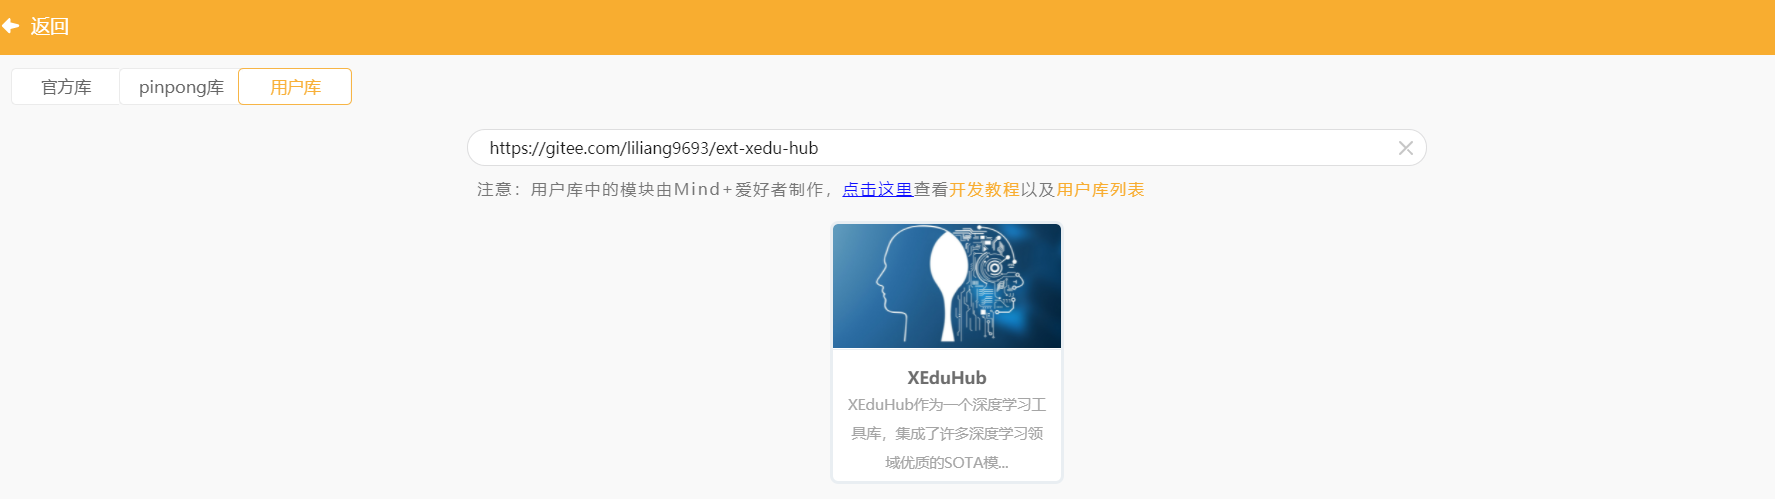 返回
官方库
pinpong库
用户库
https://gitee.com/liliang9693/ext-xedu-hub
注意：用户库中的模块由Mind+爱好者制作，点击这里查看开发教程以及用户库列表
XEduHub
XEduHub作为一个深度学习工
具库，集成了许多深度学习领
域优质的SOTA模...